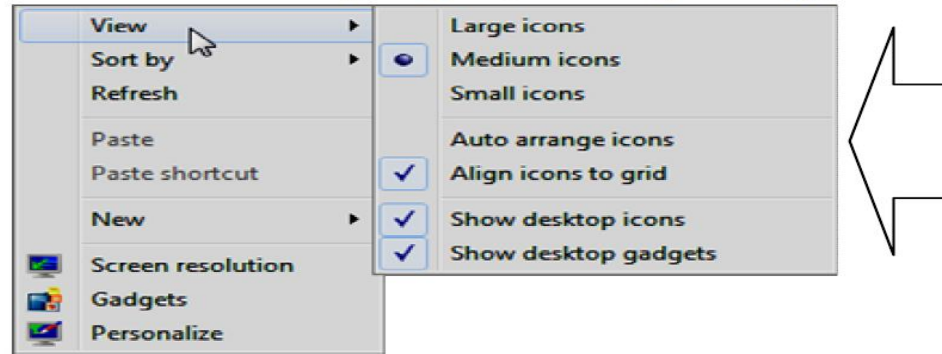 View
Sort by
Refresh
Paste
Paste shortcut
New
Screen resolution
Gadgets
Personalize
Large icons
Medium icons
Small icons
Auto arrange icons
Align icons to grid
Show desktop icons
Show desktop gadgets